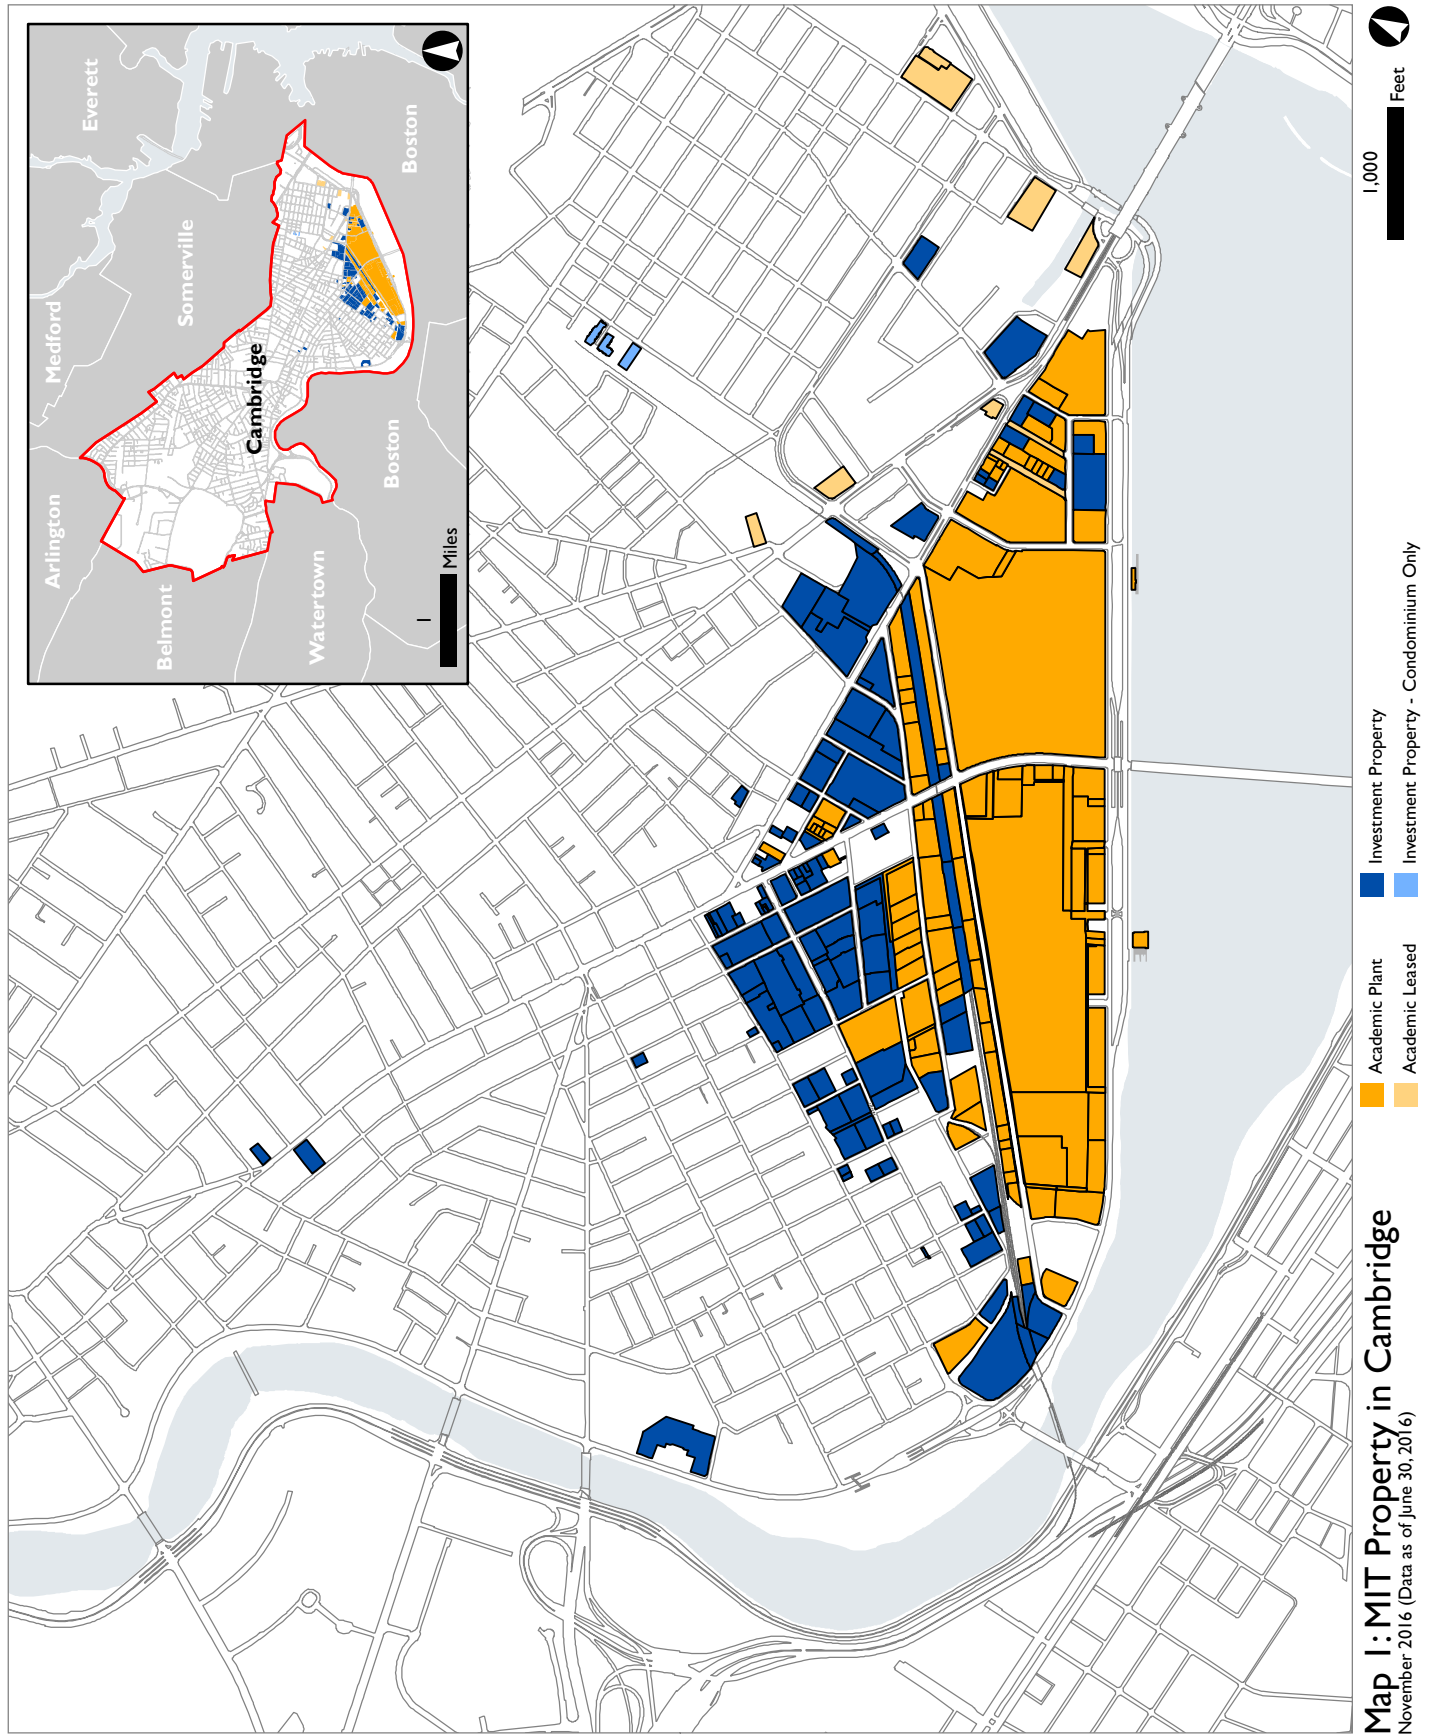 Map 1: MIT Property in Cambridge
November 2016 (Data as of June 30, 2016)
Academic Plant
Academic Leased
Investment Property
Investment Property - Condominium Only
1,000
Feet
Arlington
Medford
Everett
Belmont
Somerville
Cambridge
Watertown
Boston
Boston
1
Miles